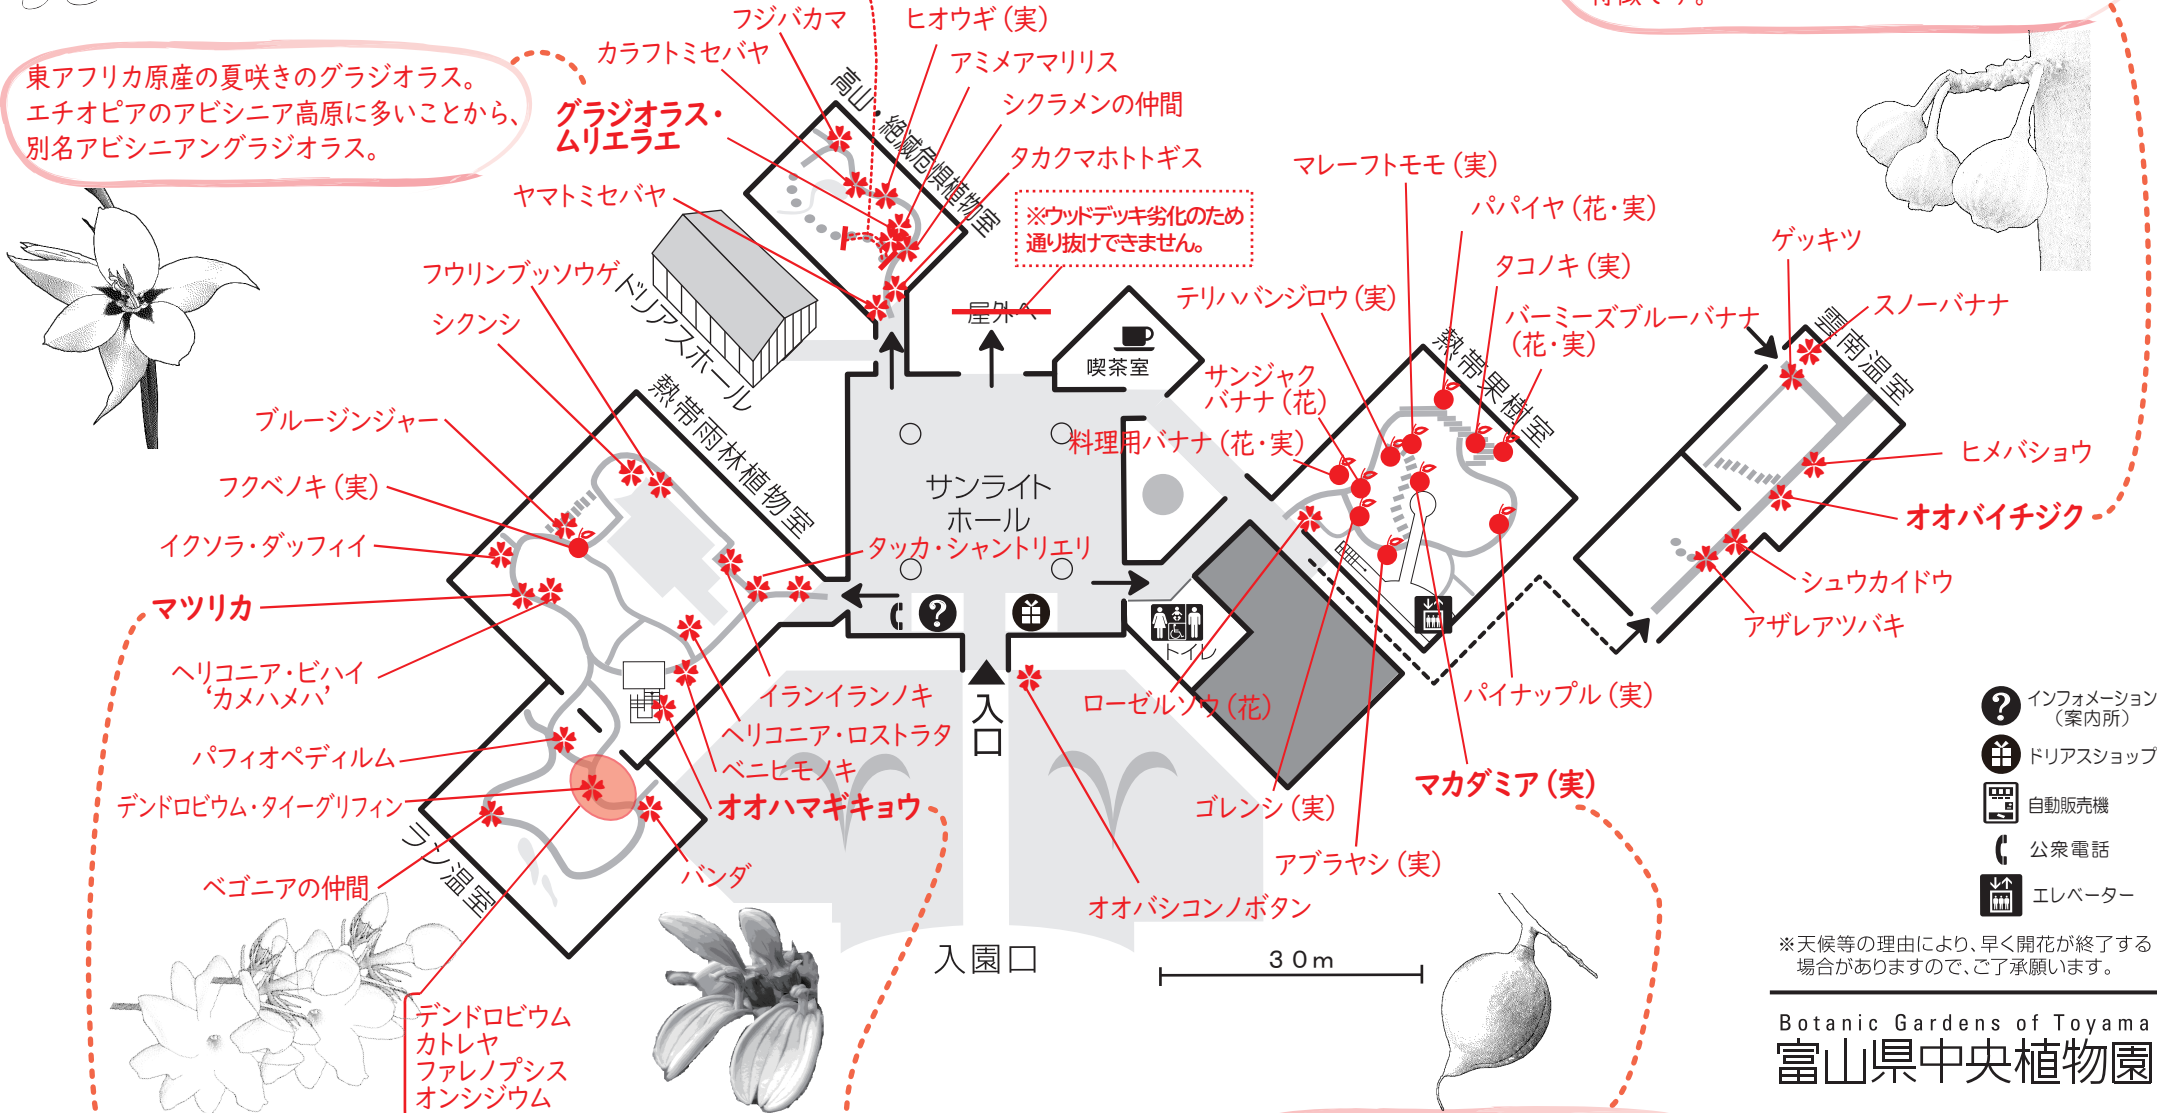 特徴です。
東アフリカ原産の夏咲きのグラジオラス。
エチオピアのアビシニア高原に多いことから、
別名アビシニアングラジオラス。
フジバカマ
ヒオウギ(実)
カラフトミセバヤ
アミメアマリリス
グラジオラス・
ムリエラエ
シクラメンの仲間
タカクマホトトギス
ヤマトミセバヤ
高山・絶滅危惧植物室
※ウッドデッキ劣化のため
通り抜けできません。
屋外へ
ドリアスホール
喫茶室
フウリンブッソウゲ
シクンシ
ブルージンジャー
フクベノキ(実)
イクソラ・ダッフィイ
マツリカ
ヘリコニア・ビハイ
‘カメハメハ’
パフィオペディルム
デンドロビウム・タイーグリフィン
ベゴニアの仲間
熱帯雨林植物室
ラン温室
サンライト
ホール
タッカ・シャントリエリ
イランイランノキ
ヘリコニア・ロストラタ
ベニヒモノキ
オオハマギキョウ
バンダ
デンドロビウム
カトレヤ
ファレノプシス
オンシジウム
入口
入園口
オオバシコンノボタン
トイレ
マレーフトモモ(実)
パパイヤ(花・実)
タコノキ(実)
テリハバンジロウ(実)
バーミーズブルーバナナ
(花・実)
サンジャク
バナナ(花)
料理用バナナ(花・実)
熱帯果樹室
ローゼルソウ(花)
ゴレンシ(実)
アブラヤシ(実)
パイナップル(実)
マカダミア(実)
ゲッキツ
スノーバナナ
雲南温室
ヒメバショウ
オオバイチジク
シュウカイドウ
アザレアツバキ
30m
インフォメーション
(案内所)
ドリアスショップ
自動販売機
公衆電話
エレベーター
※天候等の理由により、早く開花が終了する
場合がありますので、ご了承願います。
Botanic Gardens of Toyama
富山県中央植物園